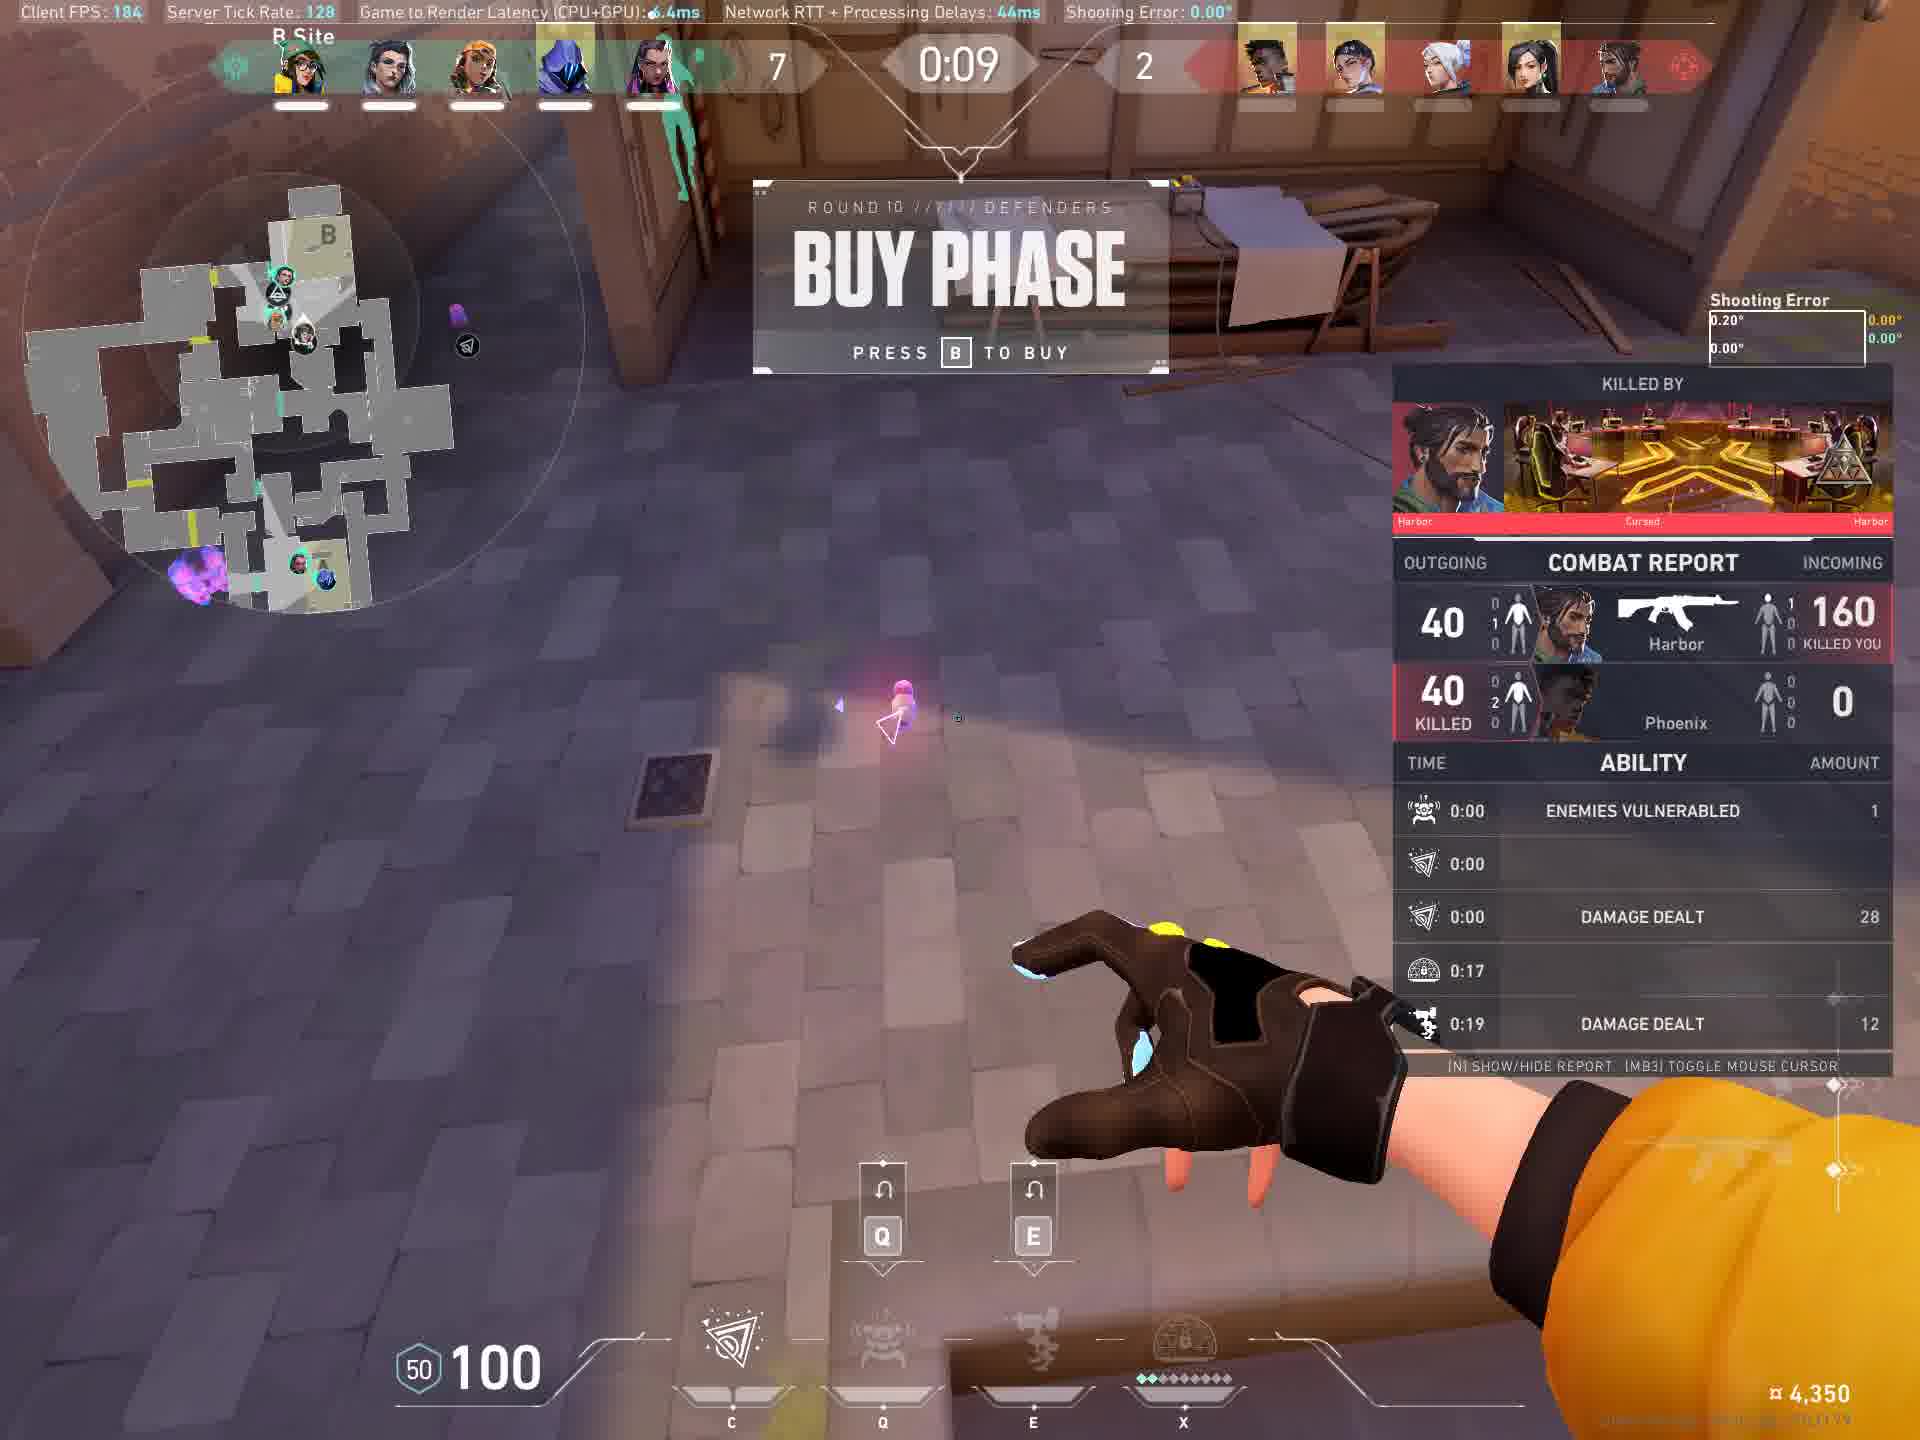 Client FPS: 184 Server Tick Rate: 128 Game to Render Latency (CPU+GPU): 6.4ms Network RTT + Processing Delays: 44ms Shooting Error: 0.00°
B Site
7
0:09
2
ROUND 10 ////// DEFENDERS
BUY PHASE
PRESS B TO BUY
B
A
Shooting Error
0.20°
0.00°
0.00°
0.00°
KILLED BY
Harbor
Cursed
Harbor
OUTGOING
COMBAT REPORT
INCOMING
40
0
1
0
Harbor
1
0
0
160
KILLED YOU
40
KILLED
0
2
0
Phoenix
0
0
0
0
TIME
ABILITY
AMOUNT
0:00 ENEMIES VULNERABLED 1
0:00
0:00 DAMAGE DEALT 28
0:17
0:19 DAMAGE DEALT 12
[N] SHOW/HIDE REPORT [MB3] TOGGLE MOUSE CURSOR
Q
E
50
100
C
Q
E
X
¤ 4,350